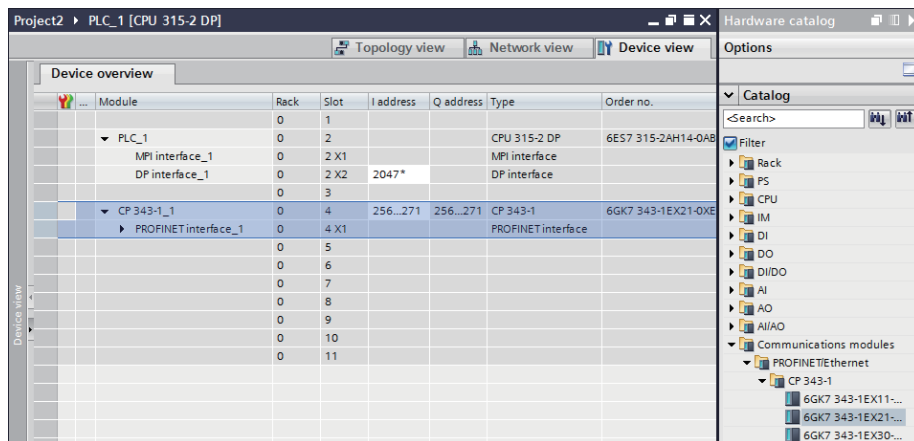 Project2 ▸ PLC_1 [CPU 315-2 DP]
Topology view Network view Device view
Device overview
... Module Rack Slot I address Q address Type Order no.
0 1
PLC_1 0 2 CPU 315-2 DP 6ES7 315-2AH14-0AB
MPI interface_1 0 2 X1 MPI interface
DP interface_1 0 2 X2 2047* DP interface
0 3
CP 343-1_1 0 4 256...271 256...271 CP 343-1 6GK7 343-1EX21-0XE
PROFINET interface_1 0 4 X1 PROFINET interface
0 5
0 6
0 7
0 8
0 9
0 10
0 11
Device view
Hardware catalog
Options
Catalog
<Search>
Filter
Rack
PS
CPU
IM
DI
DO
DI/DO
AI
AO
AI/AO
Communications modules
PROFINET/Ethernet
CP 343-1
6GK7 343-1EX11-...
6GK7 343-1EX21-...
6GK7 343-1EX30-...